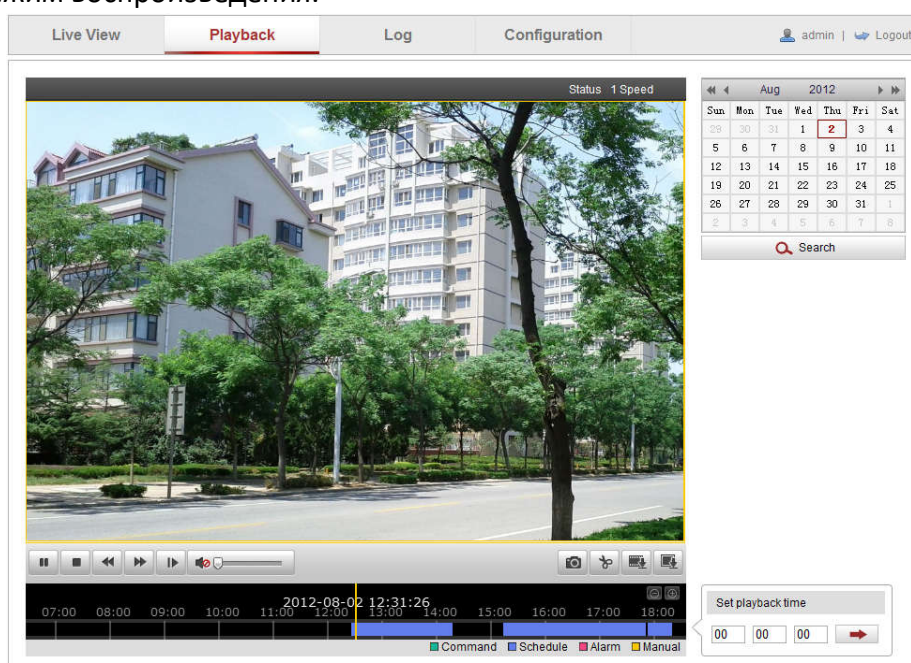 жим воспроизведения.
Live View Playback Log Configuration admin | Logout
Status 1 Speed
Aug 2012
Sun Mon Tue Wed Thu Fri Sat
29 30 31 1 2 3 4
5 6 7 8 9 10 11
12 13 14 15 16 17 18
19 20 21 22 23 24 25
26 27 28 29 30 31 1
2 3 4 5 6 7 8
Search
2012-08-02 12:31:26
07:00 08:00 09:00 10:00 11:00 12:00 13:00 14:00 15:00 16:00 17:00 18:00
Command Schedule Alarm Manual
Set playback time
00 00 00